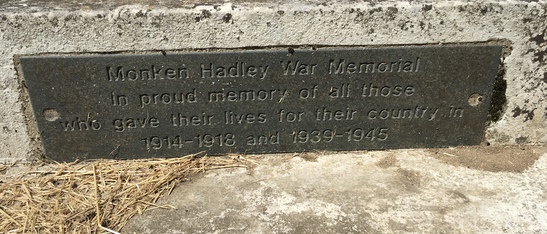 Monken Hadley War Memorial
In proud memory of all those
who gave their lives for their country in
1914-1918 and 1939-1945